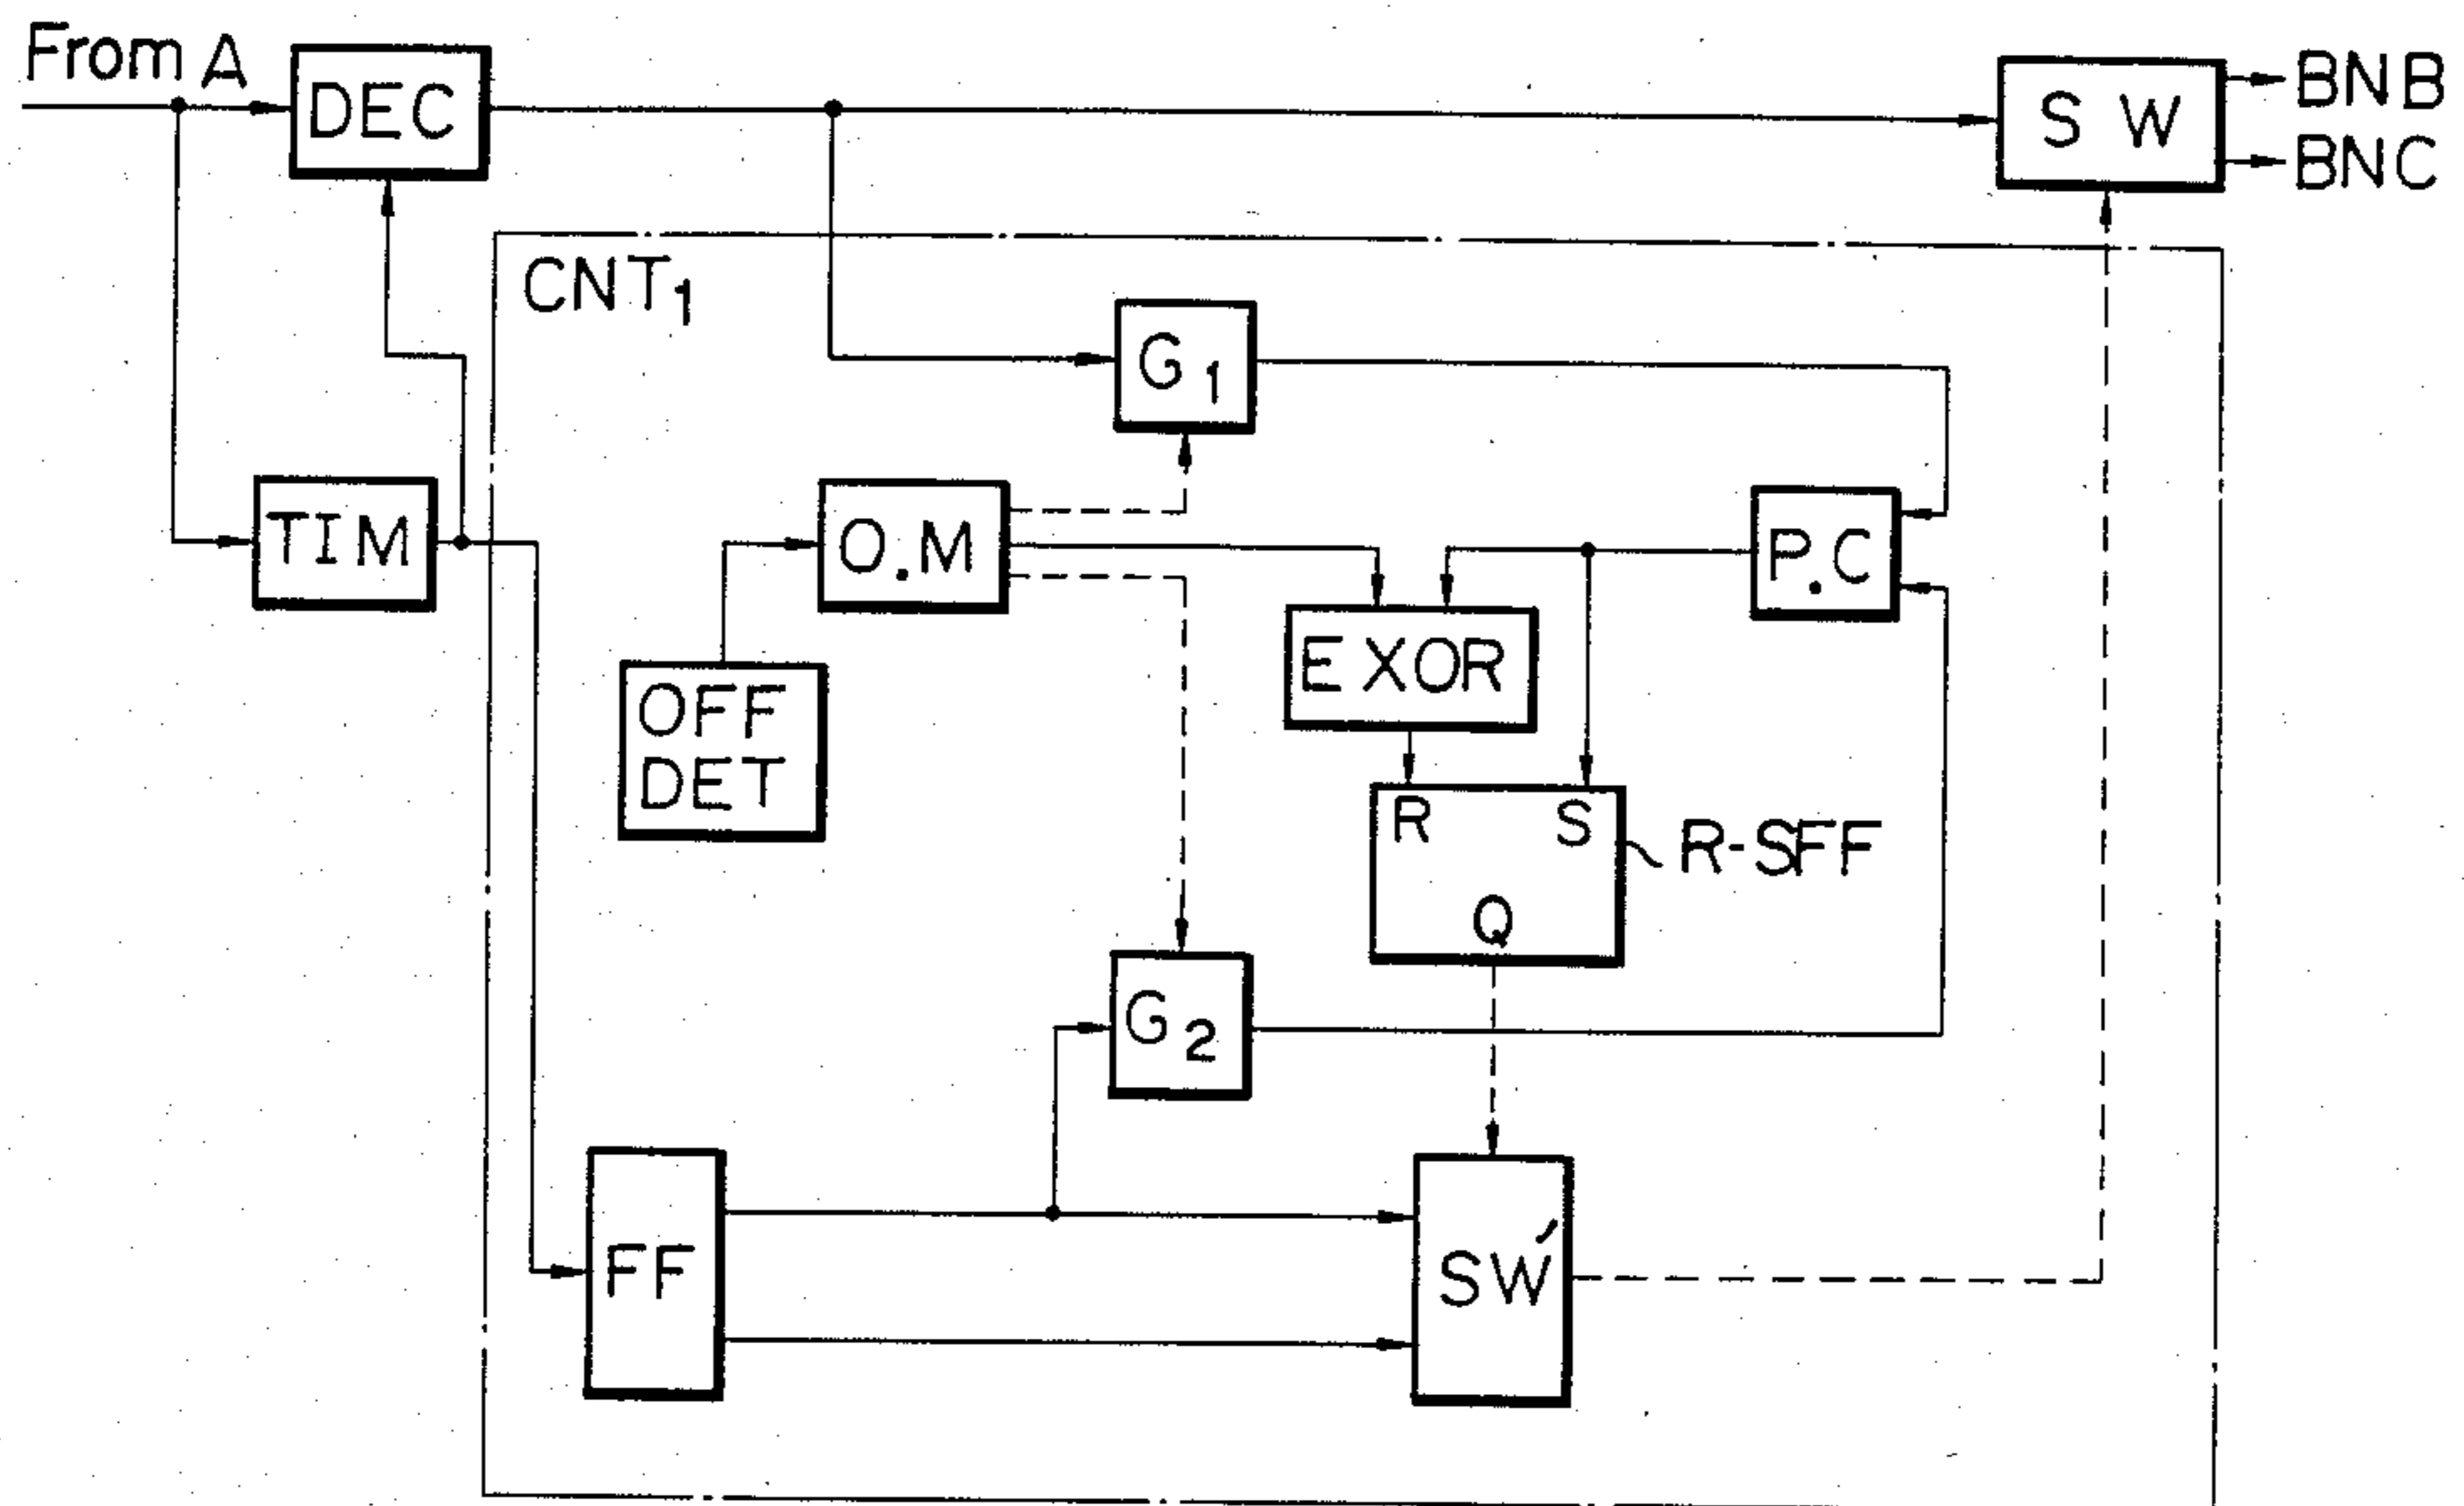 From A
DEC
S W
BNB
BNC
CNT1
G1
TIM
O.M
P.C
EXOR
OFF
DET
R S
R-SFF
Q
G2
FF
SW'